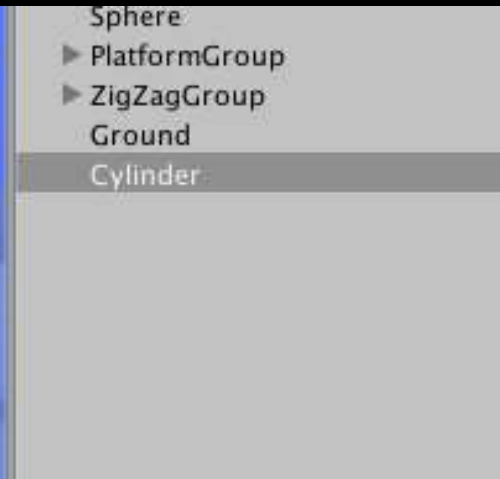 Sphere
PlatformGroup
ZigZagGroup
Ground
Cylinder